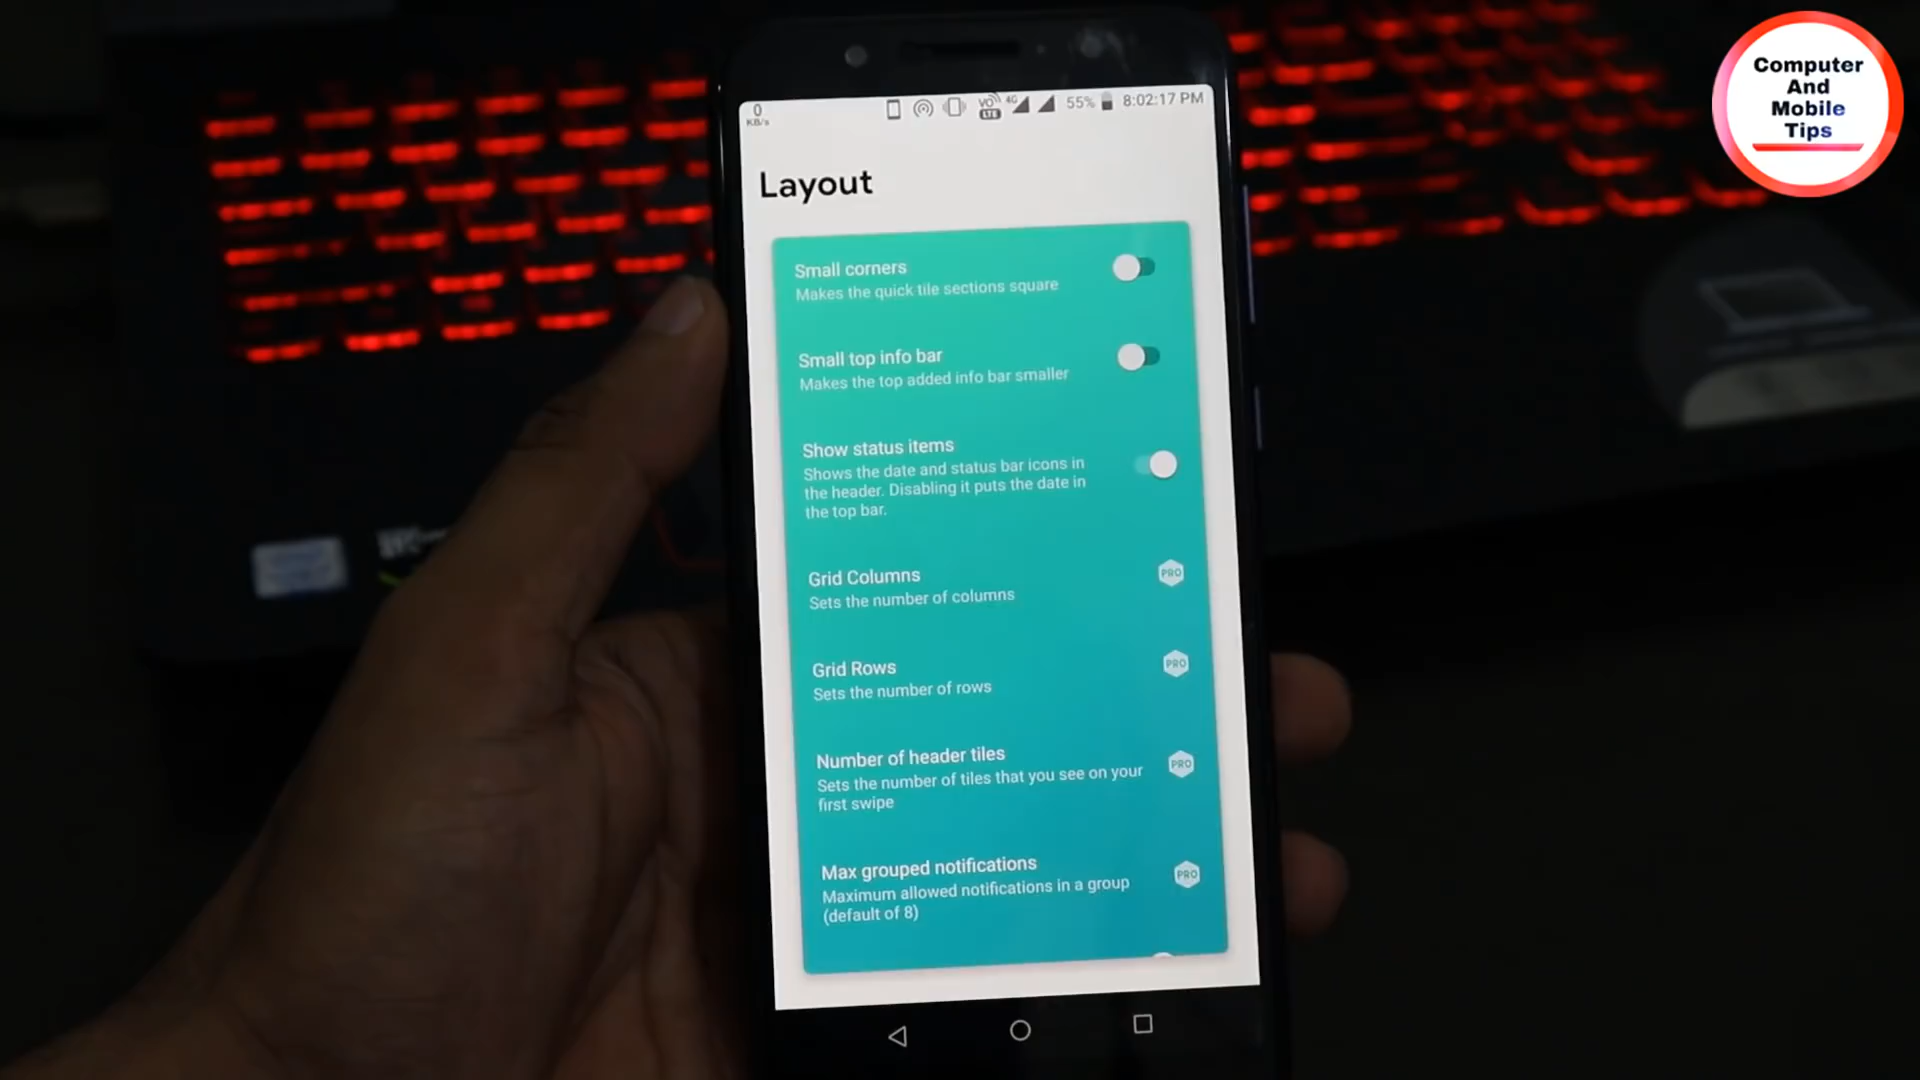 Computer
And
Mobile
Tips
0
KB/s
VO
LTE
4G
55%
8:02:17 PM
Layout
Small corners
Makes the quick tile sections square
Small top info bar
Makes the top added info bar smaller
Show status items
Shows the date and status bar icons in
the header. Disabling it puts the date in
the top bar.
Grid Columns
PRO
Sets the number of columns
Grid Rows
PRO
Sets the number of rows
Number of header tiles
PRO
Sets the number of tiles that you see on your
first swipe
Max grouped notifications
PRO
Maximum allowed notifications in a group
(default of 8)